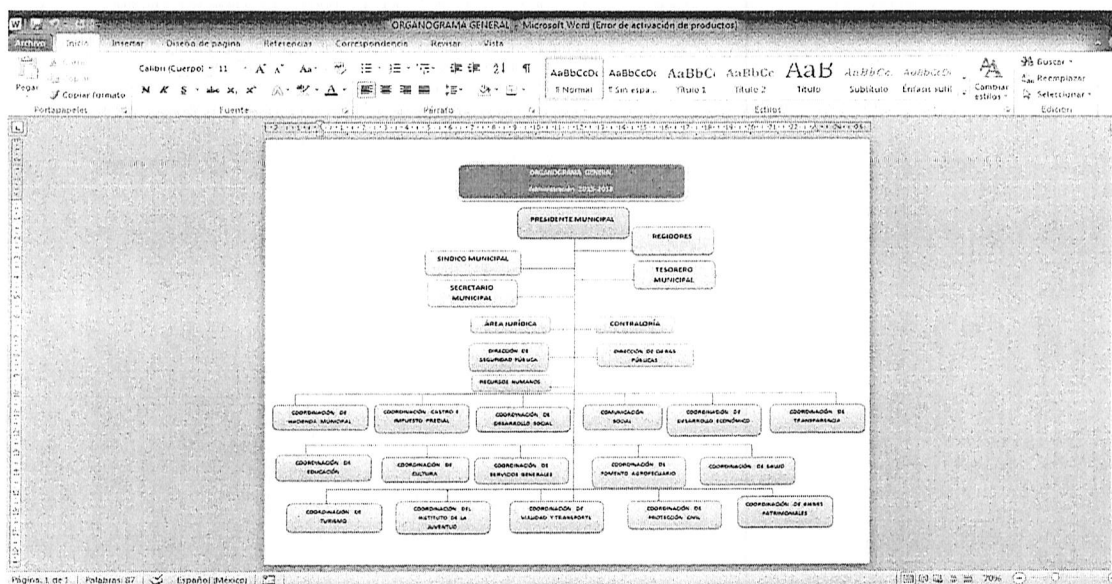 ORGANOGRAMA GENERAL - Microsoft Word (Error de activación de productos)
Archivo Inicio Insertar Diseño de página Referencias Correspondencia Revisar Vista
Pegar
Copiar formato
Portapapeles
Calibri (Cuerpo) 11
Fuente
Párrafo
AaBbCcDc AaBbCcDc AaBbC AaBbCc AaB AaBbCc. AaBbCcDc
¶ Normal ¶ Sin espa... Título 1 Título 2 Título Subtítulo Énfasis sutil
Cambiar estilos
Estilos
Buscar
Reemplazar
Seleccionar
Edición
ORGANOGRAMA GENERAL
Administración 2015-2018
PRESIDENTE MUNICIPAL
REGIDORES
SINDICO MUNICIPAL
TESORERO
MUNICIPAL
SECRETARIO
MUNICIPAL
ÁREA JURÍDICA CONTRALORÍA
DIRECCIÓN DE
SEGURIDAD PÚBLICA
DIRECCIÓN DE OBRAS
PÚBLICAS
RECURSOS HUMANOS
COORDINACIÓN DE
HACIENDA MUNICIPAL
COORDINACIÓN CASTRO E
IMPUESTO PREDIAL
COORDINACIÓN DE
DESARROLLO SOCIAL
COMUNICACIÓN
SOCIAL
COORDINACIÓN DE
DESARROLLO ECONÓMICO
COORDINACIÓN DE
TRANSPARENCIA
COORDINACIÓN DE
EDUCACIÓN
COORDINACIÓN DE
CULTURA
COORDINACIÓN DE
SERVICIOS GENERALES
COORDINACIÓN DE
FOMENTO AGROPECUARIO
COORDINACIÓN DE SALUD
COORDINACIÓN DE
TURISMO
COORDINACIÓN DEL
INSTITUTO DE LA
JUVENTUD
COORDINACIÓN DE
VIALIDAD Y TRANSPORTE
COORDINACIÓN DE
PROTECCIÓN CIVIL
COORDINACIÓN DE BIENES
PATRIMONIALES
Página: 1 de 1 Palabras: 87 Español (México) 70%